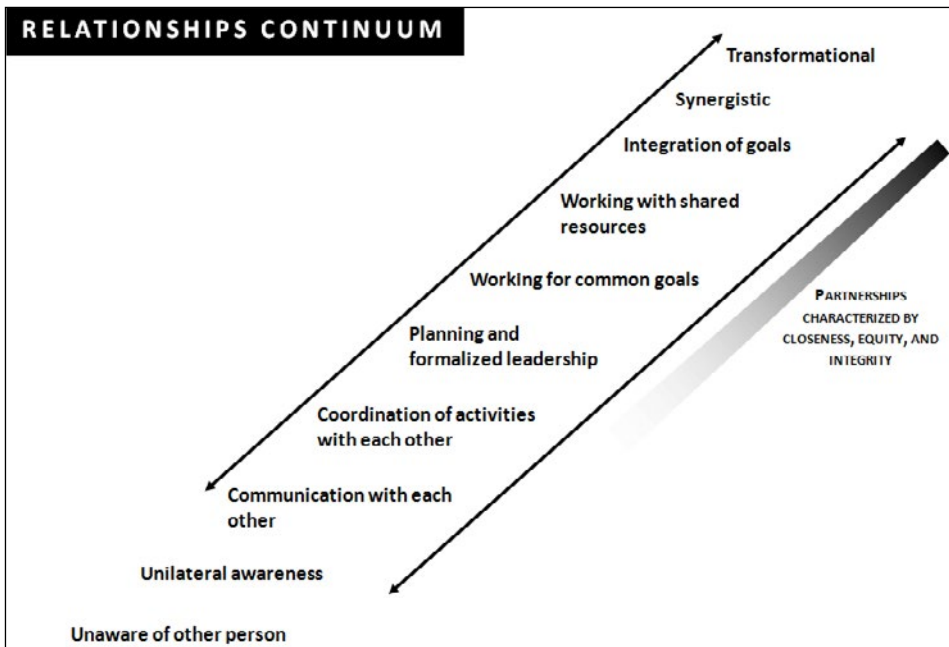 RELATIONSHIPS CONTINUUM
Transformational
Synergistic
Integration of goals
Working with shared
resources
Working for common goals
Planning and
formalized leadership
Coordination of activities
with each other
Communication with each
other
Unilateral awareness
Unaware of other person
PARTNERSHIPS
CHARACTERIZED BY
CLOSENESS, EQUITY, AND
INTEGRITY